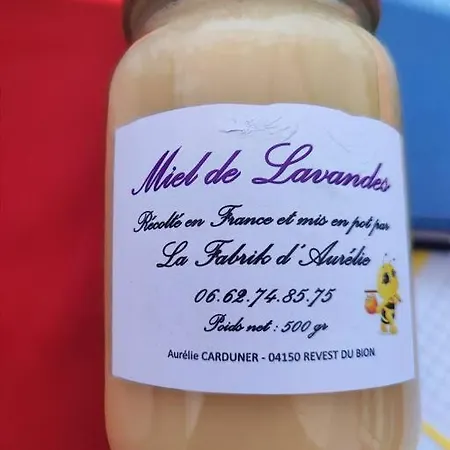 Miel de Lavandes
Récolté en France et mis en pot par
La Fabrik d'Aurélie
06.62.74.85.75
Poids net : 500 gr
Aurélie CARDUNER - 04150 REVEST DU BION